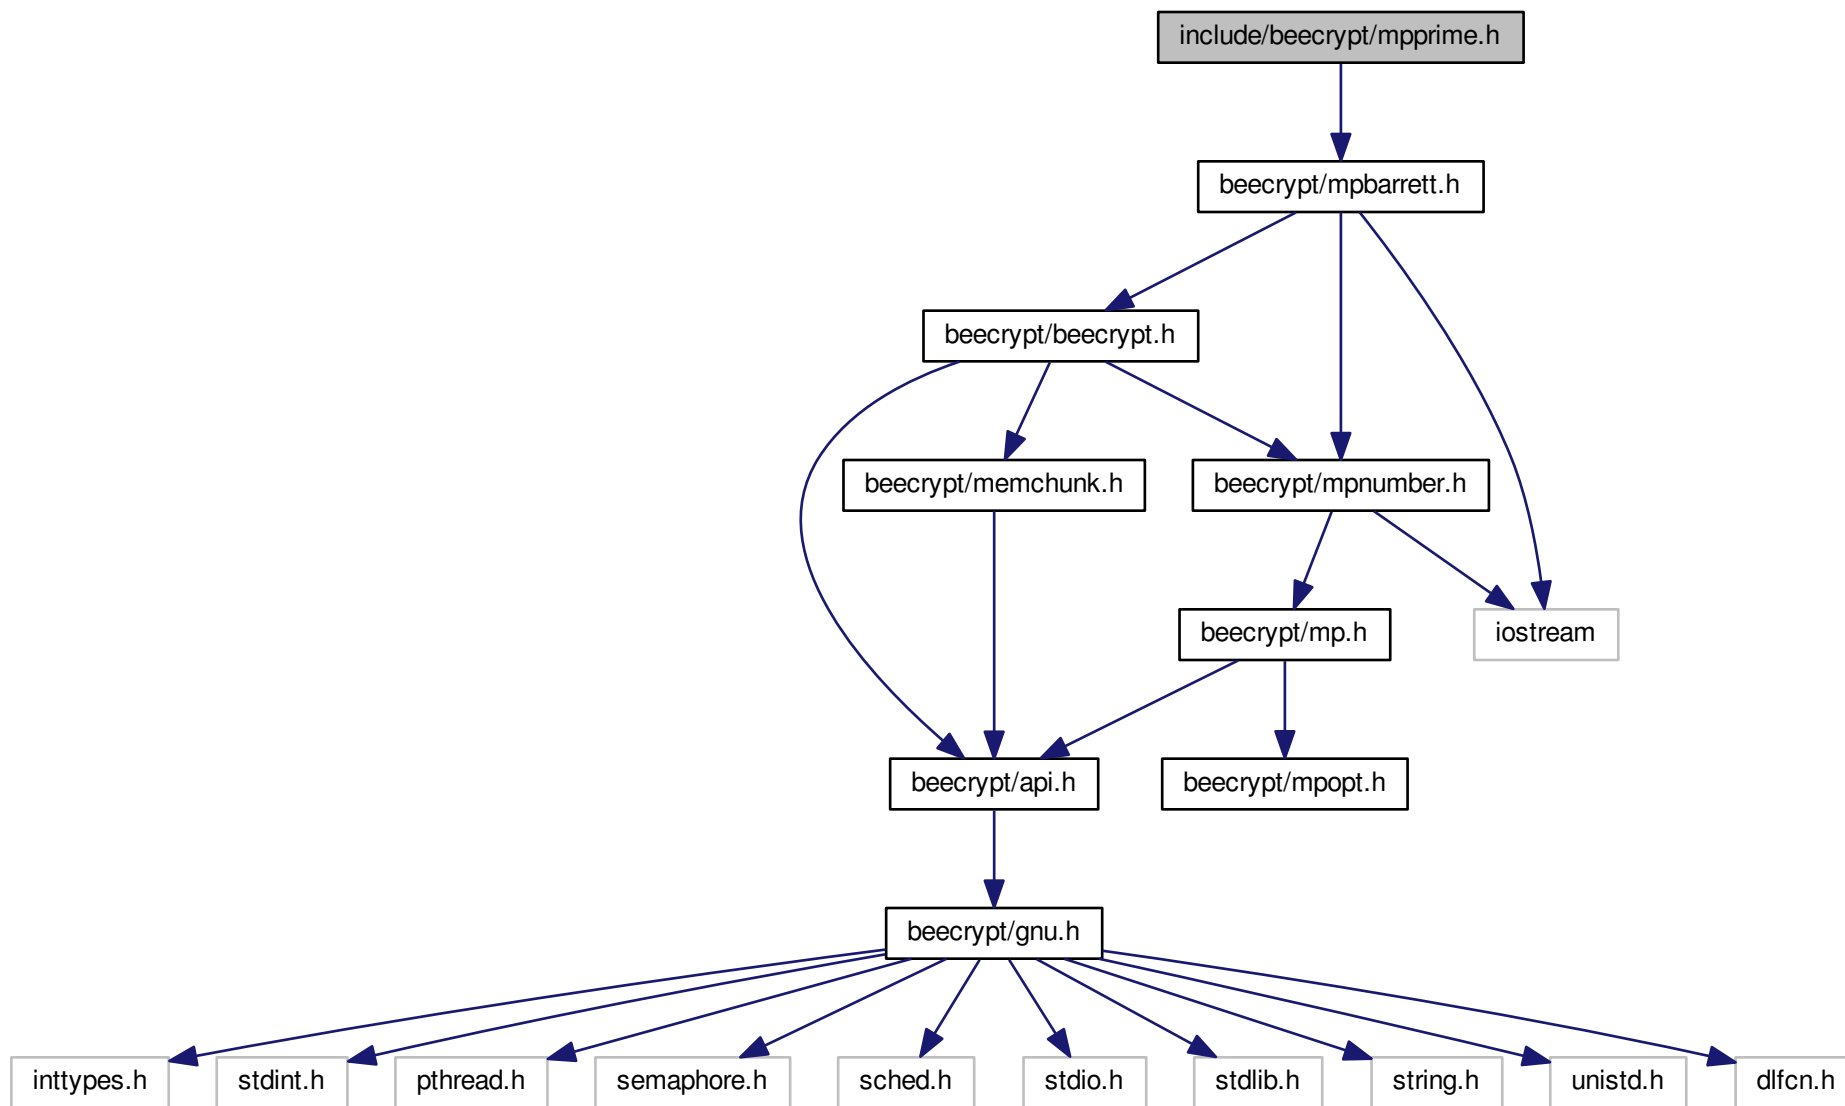 include/beecrypt/mpprime.h
beecrypt/mpbarrett.h
beecrypt/beecrypt.h
beecrypt/memchunk.h
beecrypt/mpnumber.h
beecrypt/mp.h
iostream
beecrypt/api.h
beecrypt/mpopt.h
beecrypt/gnu.h
inttypes.h
stdint.h
pthread.h
semaphore.h
sched.h
stdio.h
stdlib.h
string.h
unistd.h
dlfcn.h